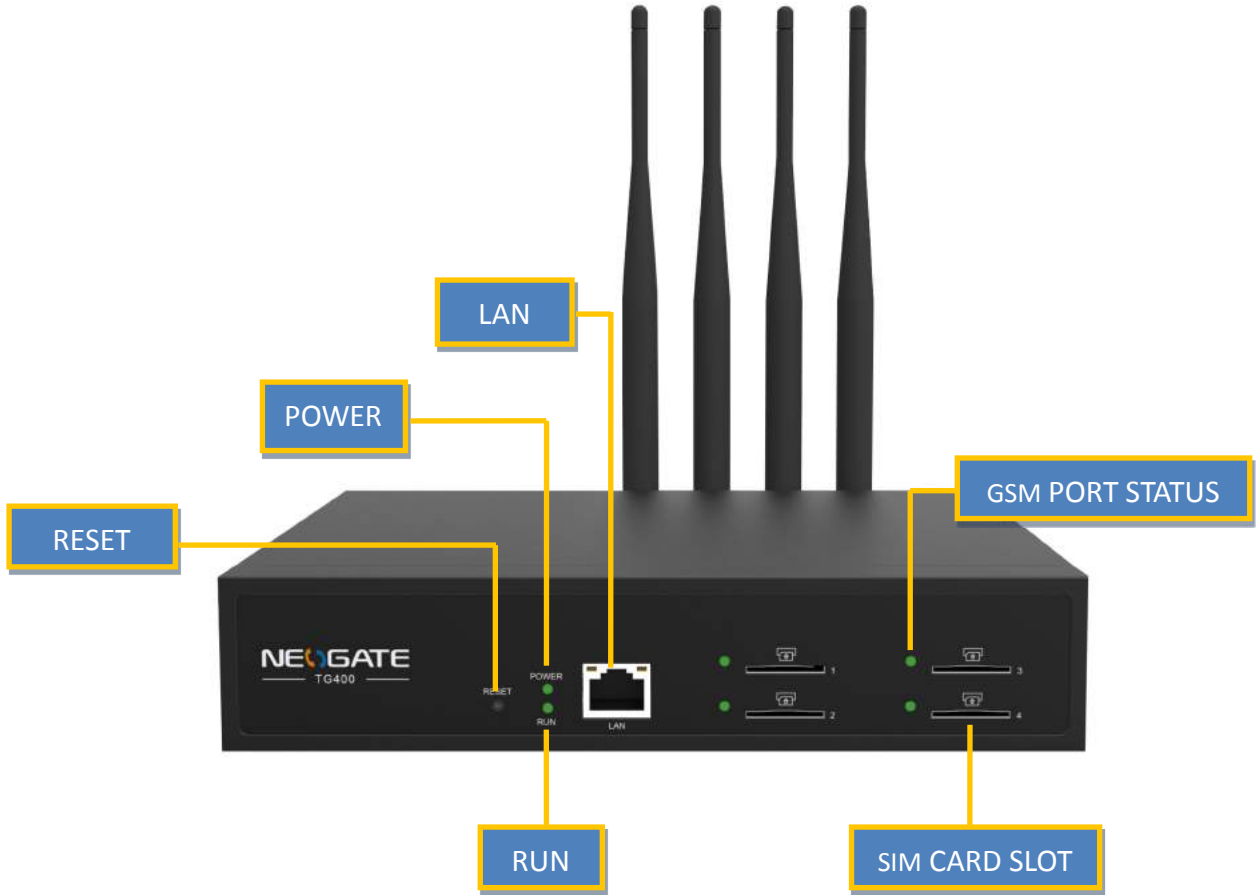 LAN
POWER
GSM PORT STATUS
RESET
NEOGATE
TG400
RESET
POWER
RUN
LAN
1
2
3
4
RUN
SIM CARD SLOT